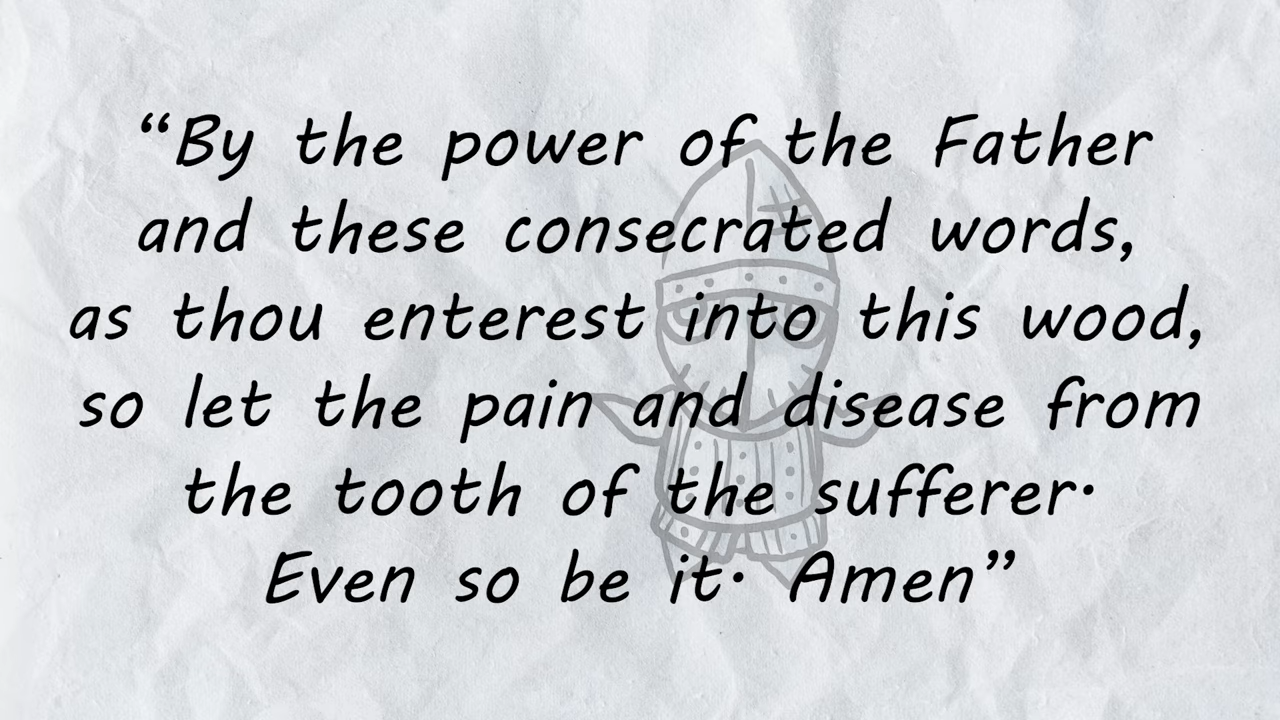 “By the power of the Father
and these consecrated words,
as thou enterest into this wood,
so let the pain and disease from
the tooth of the sufferer·
Even so be it· Amen”